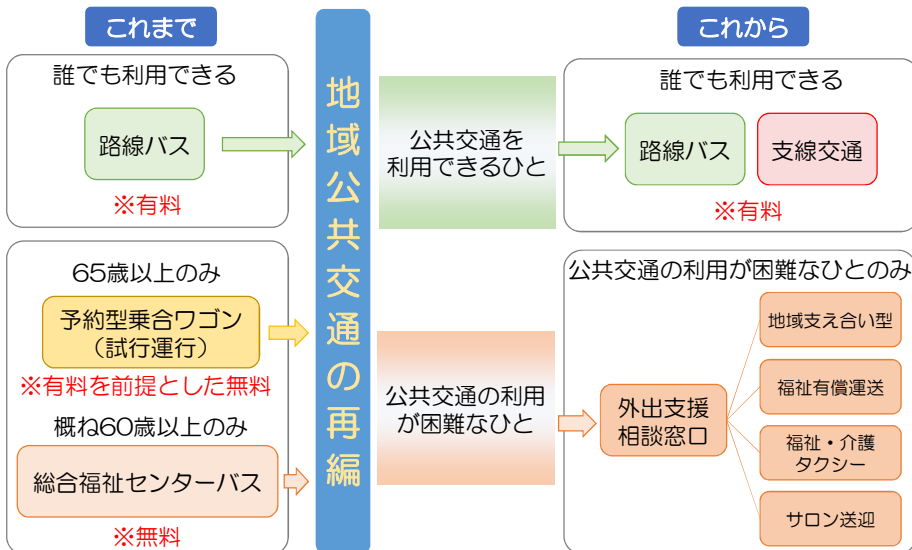 これまで
誰でも利用できる
路線バス
※有料
65歳以上のみ
予約型乗合ワゴン
（試行運行）
※有料を前提とした無料
概ね60歳以上のみ
総合福祉センターバス
※無料
地域公共交通の再編
公共交通を
利用できるひと
公共交通の利用
が困難なひと
これから
誰でも利用できる
路線バス
支線交通
※有料
公共交通の利用が困難なひとのみ
外出支援
相談窓口
地域支え合い型
福祉有償運送
福祉・介護
タクシー
サロン送迎